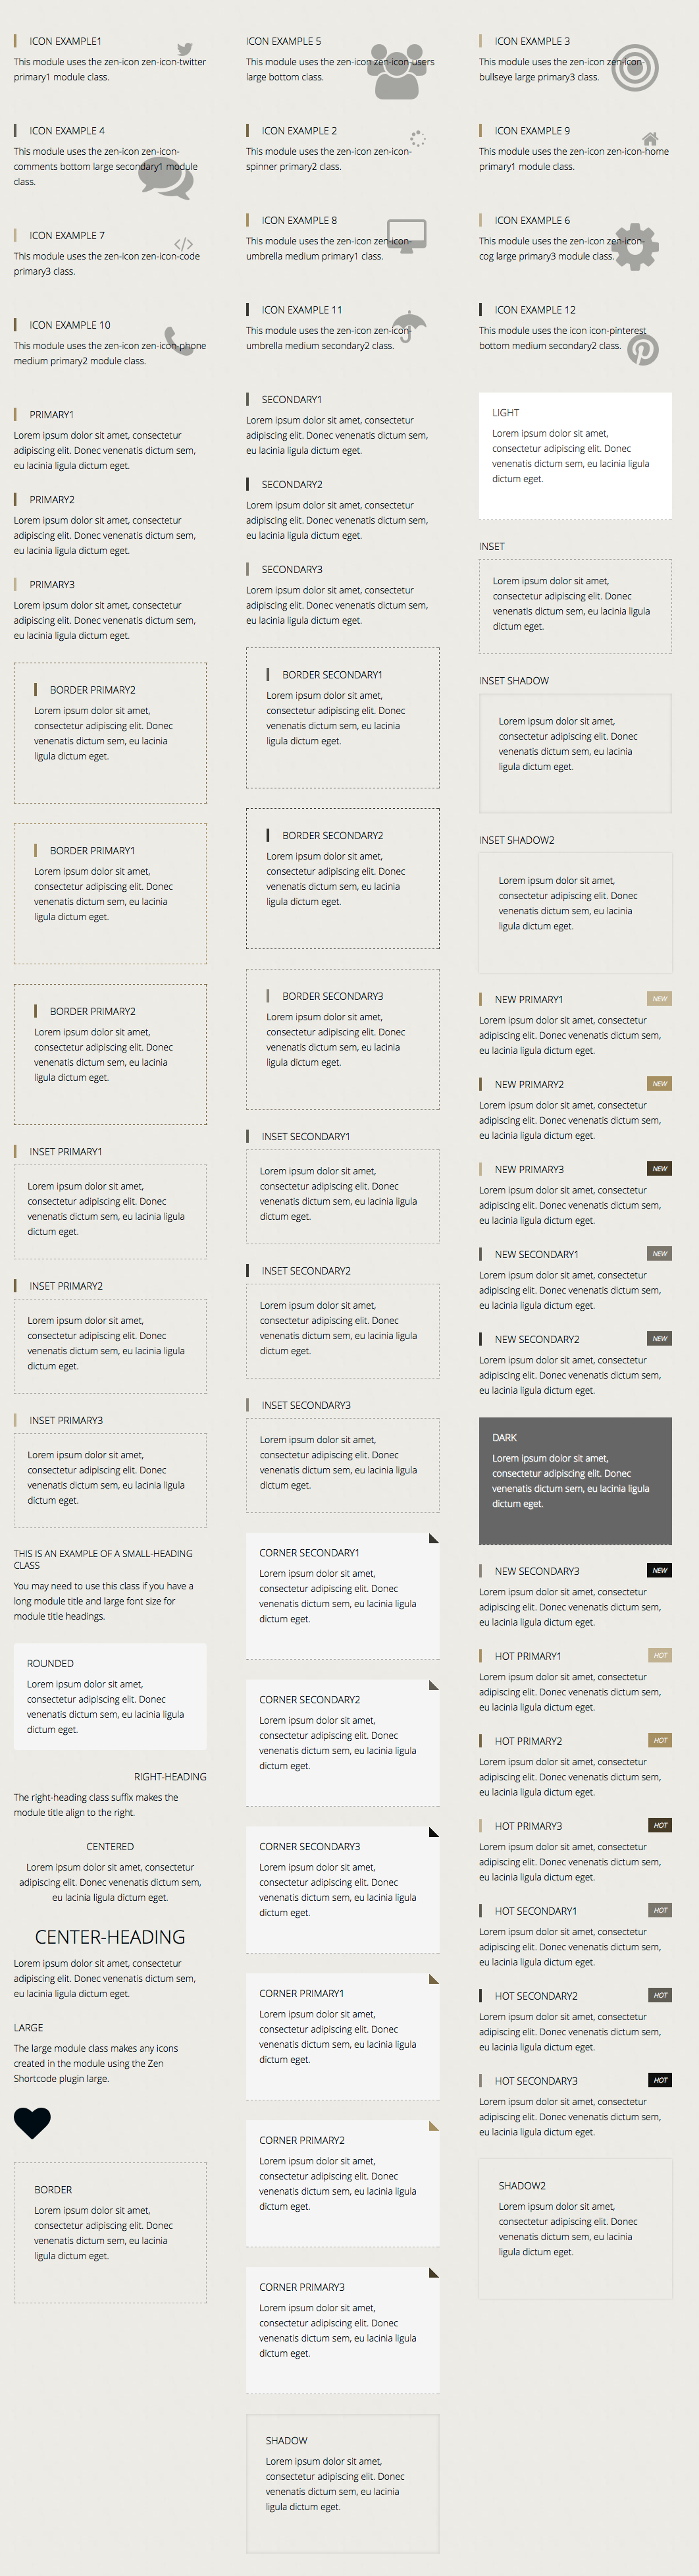 ICON EXAMPLE1
This module uses the zen-icon zen-icon-twitter
primary1 module class.
ICON EXAMPLE 4
This module uses the zen-icon zen-icon-
comments bottom large secondary1 module
class.
ICON EXAMPLE 7
This module uses the zen-icon zen-icon-code
primary3 class.
ICON EXAMPLE 10
This module uses the zen-icon zen-icon-phone
medium primary2 module class.
PRIMARY1
Lorem ipsum dolor sit amet, consectetur
adipiscing elit. Donec venenatis dictum sem,
eu lacinia ligula dictum eget.
PRIMARY2
Lorem ipsum dolor sit amet, consectetur
adipiscing elit. Donec venenatis dictum sem,
eu lacinia ligula dictum eget.
PRIMARY3
Lorem ipsum dolor sit amet, consectetur
adipiscing elit. Donec venenatis dictum sem,
eu lacinia ligula dictum eget.
BORDER PRIMARY2
Lorem ipsum dolor sit amet,
consectetur adipiscing elit. Donec
venenatis dictum sem, eu lacinia
ligula dictum eget.
BORDER PRIMARY1
Lorem ipsum dolor sit amet,
consectetur adipiscing elit. Donec
venenatis dictum sem, eu lacinia
ligula dictum eget.
BORDER PRIMARY2
Lorem ipsum dolor sit amet,
consectetur adipiscing elit. Donec
venenatis dictum sem, eu lacinia
ligula dictum eget.
INSET PRIMARY1
Lorem ipsum dolor sit amet,
consectetur adipiscing elit. Donec
venenatis dictum sem, eu lacinia ligula
dictum eget.
INSET PRIMARY2
Lorem ipsum dolor sit amet,
consectetur adipiscing elit. Donec
venenatis dictum sem, eu lacinia ligula
dictum eget.
INSET PRIMARY3
Lorem ipsum dolor sit amet,
consectetur adipiscing elit. Donec
venenatis dictum sem, eu lacinia ligula
dictum eget.
THIS IS AN EXAMPLE OF A SMALL-HEADING
CLASS
You may need to use this class if you have a
long module title and large font size for
module title headings.
ROUNDED
Lorem ipsum dolor sit amet,
consectetur adipiscing elit. Donec
venenatis dictum sem, eu lacinia ligula
dictum eget.
RIGHT-HEADING
The right-heading class suffix makes the
module title align to the right.
CENTERED
Lorem ipsum dolor sit amet, consectetur
adipiscing elit. Donec venenatis dictum sem,
eu lacinia ligula dictum eget.
CENTER-HEADING
Lorem ipsum dolor sit amet, consectetur
adipiscing elit. Donec venenatis dictum sem,
eu lacinia ligula dictum eget.
LARGE
The large module class makes any icons
created in the module using the Zen
Shortcode plugin large.
BORDER
Lorem ipsum dolor sit amet,
consectetur adipiscing elit. Donec
venenatis dictum sem, eu lacinia
ligula dictum eget.
ICON EXAMPLE 5
This module uses the zen-icon zen-icon-users
large bottom class.
ICON EXAMPLE 2
This module uses the zen-icon zen-icon-
spinner primary2 class.
ICON EXAMPLE 8
This module uses the zen-icon zen-icon-
umbrella medium primary1 class.
ICON EXAMPLE 11
This module uses the zen-icon zen-icon-
umbrella medium secondary2 class.
SECONDARY1
Lorem ipsum dolor sit amet, consectetur
adipiscing elit. Donec venenatis dictum sem,
eu lacinia ligula dictum eget.
SECONDARY2
Lorem ipsum dolor sit amet, consectetur
adipiscing elit. Donec venenatis dictum sem,
eu lacinia ligula dictum eget.
SECONDARY3
Lorem ipsum dolor sit amet, consectetur
adipiscing elit. Donec venenatis dictum sem,
eu lacinia ligula dictum eget.
BORDER SECONDARY1
Lorem ipsum dolor sit amet,
consectetur adipiscing elit. Donec
venenatis dictum sem, eu lacinia
ligula dictum eget.
BORDER SECONDARY2
Lorem ipsum dolor sit amet,
consectetur adipiscing elit. Donec
venenatis dictum sem, eu lacinia
ligula dictum eget.
BORDER SECONDARY3
Lorem ipsum dolor sit amet,
consectetur adipiscing elit. Donec
venenatis dictum sem, eu lacinia
ligula dictum eget.
INSET SECONDARY1
Lorem ipsum dolor sit amet,
consectetur adipiscing elit. Donec
venenatis dictum sem, eu lacinia ligula
dictum eget.
INSET SECONDARY2
Lorem ipsum dolor sit amet,
consectetur adipiscing elit. Donec
venenatis dictum sem, eu lacinia ligula
dictum eget.
INSET SECONDARY3
Lorem ipsum dolor sit amet,
consectetur adipiscing elit. Donec
venenatis dictum sem, eu lacinia ligula
dictum eget.
CORNER SECONDARY1
Lorem ipsum dolor sit amet,
consectetur adipiscing elit. Donec
venenatis dictum sem, eu lacinia ligula
dictum eget.
CORNER SECONDARY2
Lorem ipsum dolor sit amet,
consectetur adipiscing elit. Donec
venenatis dictum sem, eu lacinia ligula
dictum eget.
CORNER SECONDARY3
Lorem ipsum dolor sit amet,
consectetur adipiscing elit. Donec
venenatis dictum sem, eu lacinia ligula
dictum eget.
CORNER PRIMARY1
Lorem ipsum dolor sit amet,
consectetur adipiscing elit. Donec
venenatis dictum sem, eu lacinia ligula
dictum eget.
CORNER PRIMARY2
Lorem ipsum dolor sit amet,
consectetur adipiscing elit. Donec
venenatis dictum sem, eu lacinia ligula
dictum eget.
CORNER PRIMARY3
Lorem ipsum dolor sit amet,
consectetur adipiscing elit. Donec
venenatis dictum sem, eu lacinia ligula
dictum eget.
SHADOW
Lorem ipsum dolor sit amet,
consectetur adipiscing elit. Donec
venenatis dictum sem, eu lacinia
ligula dictum eget.
ICON EXAMPLE 3
This module uses the zen-icon zen-icon-
bullseye large primary3 class.
ICON EXAMPLE 9
This module uses the zen-icon zen-icon-home
primary1 module class.
ICON EXAMPLE 6
This module uses the zen-icon zen-icon-
cog large primary3 module class.
ICON EXAMPLE 12
This module uses the icon icon-pinterest
bottom medium secondary2 class.
LIGHT
Lorem ipsum dolor sit amet,
consectetur adipiscing elit. Donec
venenatis dictum sem, eu lacinia ligula
dictum eget.
INSET
Lorem ipsum dolor sit amet,
consectetur adipiscing elit. Donec
venenatis dictum sem, eu lacinia ligula
dictum eget.
INSET SHADOW
Lorem ipsum dolor sit amet,
consectetur adipiscing elit. Donec
venenatis dictum sem, eu lacinia
ligula dictum eget.
INSET SHADOW2
Lorem ipsum dolor sit amet,
consectetur adipiscing elit. Donec
venenatis dictum sem, eu lacinia
ligula dictum eget.
NEW PRIMARY1 NEW
Lorem ipsum dolor sit amet, consectetur
adipiscing elit. Donec venenatis dictum sem,
eu lacinia ligula dictum eget.
NEW PRIMARY2 NEW
Lorem ipsum dolor sit amet, consectetur
adipiscing elit. Donec venenatis dictum sem,
eu lacinia ligula dictum eget.
NEW PRIMARY3 NEW
Lorem ipsum dolor sit amet, consectetur
adipiscing elit. Donec venenatis dictum sem,
eu lacinia ligula dictum eget.
NEW SECONDARY1 NEW
Lorem ipsum dolor sit amet, consectetur
adipiscing elit. Donec venenatis dictum sem,
eu lacinia ligula dictum eget.
NEW SECONDARY2 NEW
Lorem ipsum dolor sit amet, consectetur
adipiscing elit. Donec venenatis dictum sem,
eu lacinia ligula dictum eget.
DARK
Lorem ipsum dolor sit amet,
consectetur adipiscing elit. Donec
venenatis dictum sem, eu lacinia ligula
dictum eget.
NEW SECONDARY3 NEW
Lorem ipsum dolor sit amet, consectetur
adipiscing elit. Donec venenatis dictum sem,
eu lacinia ligula dictum eget.
HOT PRIMARY1 HOT
Lorem ipsum dolor sit amet, consectetur
adipiscing elit. Donec venenatis dictum sem,
eu lacinia ligula dictum eget.
HOT PRIMARY2 HOT
Lorem ipsum dolor sit amet, consectetur
adipiscing elit. Donec venenatis dictum sem,
eu lacinia ligula dictum eget.
HOT PRIMARY3 HOT
Lorem ipsum dolor sit amet, consectetur
adipiscing elit. Donec venenatis dictum sem,
eu lacinia ligula dictum eget.
HOT SECONDARY1 HOT
Lorem ipsum dolor sit amet, consectetur
adipiscing elit. Donec venenatis dictum sem,
eu lacinia ligula dictum eget.
HOT SECONDARY2 HOT
Lorem ipsum dolor sit amet, consectetur
adipiscing elit. Donec venenatis dictum sem,
eu lacinia ligula dictum eget.
HOT SECONDARY3 HOT
Lorem ipsum dolor sit amet, consectetur
adipiscing elit. Donec venenatis dictum sem,
eu lacinia ligula dictum eget.
SHADOW2
Lorem ipsum dolor sit amet,
consectetur adipiscing elit. Donec
venenatis dictum sem, eu lacinia
ligula dictum eget.